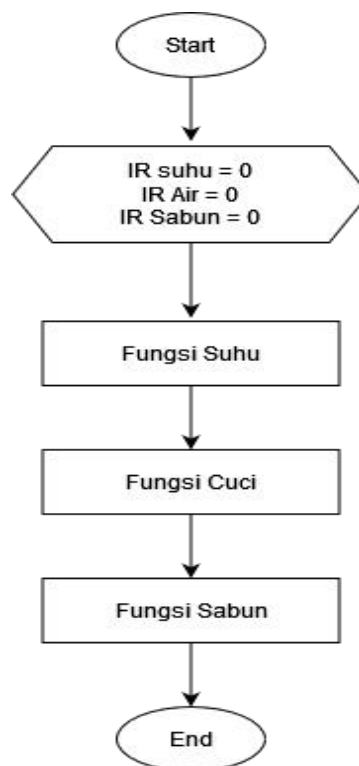 Start
IR suhu = 0
IR Air = 0
IR Sabun = 0
Fungsi Suhu
Fungsi Cuci
Fungsi Sabun
End